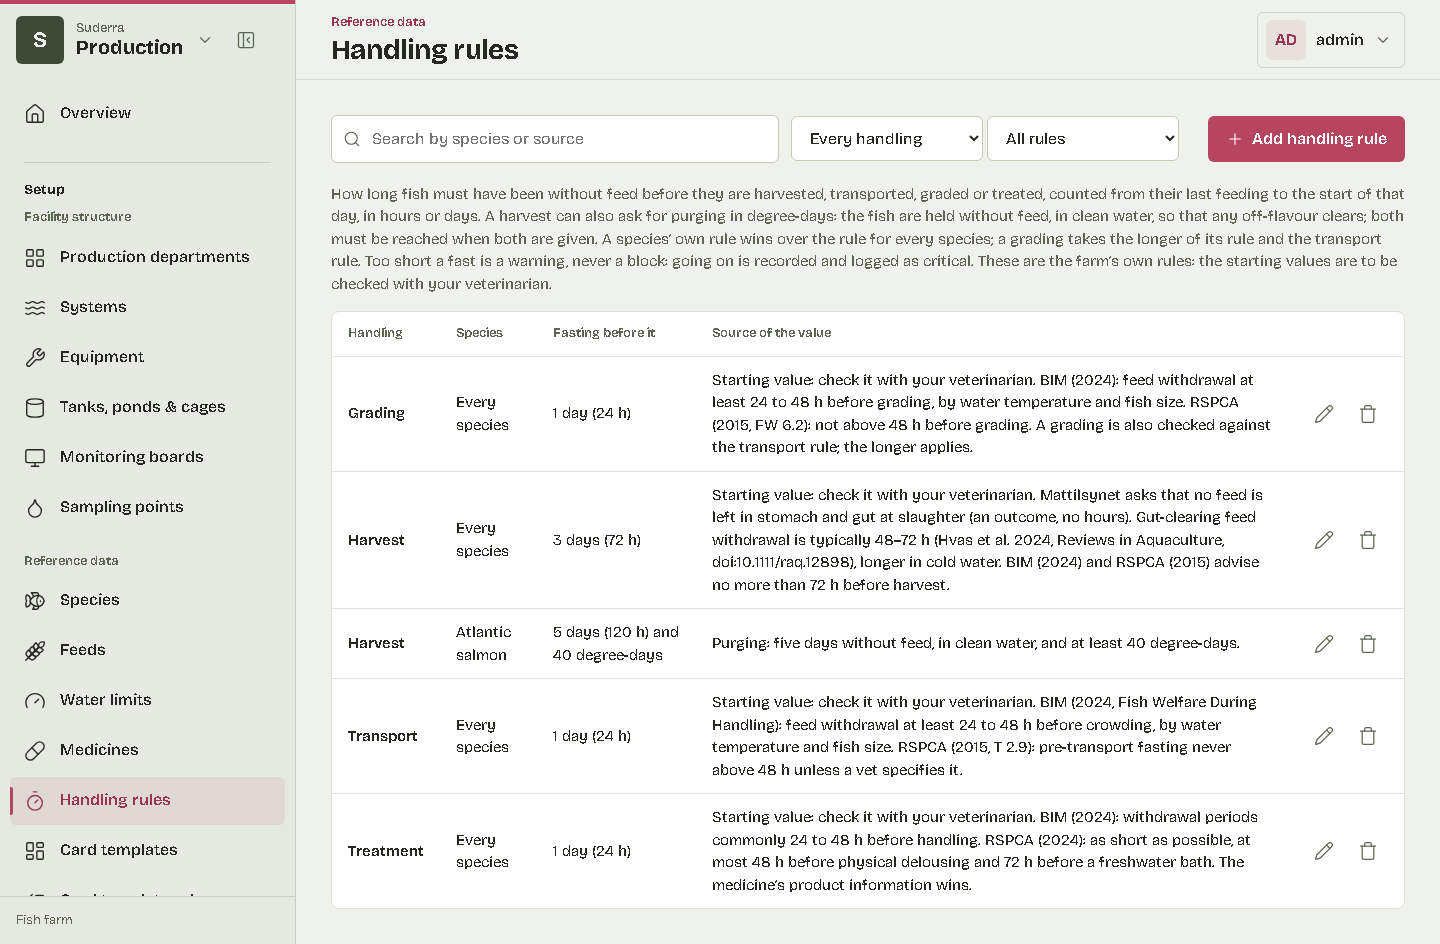 S
Suderra
Production
Overview
Setup
Facility structure
Production departments
Systems
Equipment
Tanks, ponds & cages
Monitoring boards
Sampling points
Reference data
Species
Feeds
Water limits
Medicines
Handling rules
Card templates
Fish farm
Reference data
Handling rules
AD
admin
Search by species or source
Every handling
All rules
Add handling rule
How long fish must have been without feed before they are harvested, transported, graded or treated, counted from their last feeding to the start of that
day, in hours or days. A harvest can also ask for purging in degree-days: the fish are held without feed, in clean water, so that any off-flavour clears; both
must be reached when both are given. A species’ own rule wins over the rule for every species; a grading takes the longer of its rule and the transport
rule. Too short a fast is a warning, never a block: going on is recorded and logged as critical. These are the farm’s own rules: the starting values are to be
checked with your veterinarian.
Handling
Species
Fasting before it
Source of the value
Grading
Every
species
1 day (24 h)
Starting value: check it with your veterinarian. BIM (2024): feed withdrawal at
least 24 to 48 h before grading, by water temperature and fish size. RSPCA
(2015, FW 6.2): not above 48 h before grading. A grading is also checked against
the transport rule; the longer applies.
Harvest
Every
species
3 days (72 h)
Starting value: check it with your veterinarian. Mattilsynet asks that no feed is
left in stomach and gut at slaughter (an outcome, no hours). Gut-clearing feed
withdrawal is typically 48–72 h (Hvas et al. 2024, Reviews in Aquaculture,
doi:10.1111/raq.12898), longer in cold water. BIM (2024) and RSPCA (2015) advise
no more than 72 h before harvest.
Harvest
Atlantic
salmon
5 days (120 h) and
40 degree-days
Purging: five days without feed, in clean water, and at least 40 degree-days.
Transport
Every
species
1 day (24 h)
Starting value: check it with your veterinarian. BIM (2024, Fish Welfare During
Handling): feed withdrawal at least 24 to 48 h before crowding, by water
temperature and fish size. RSPCA (2015, T 2.9): pre-transport fasting never
above 48 h unless a vet specifies it.
Treatment
Every
species
1 day (24 h)
Starting value: check it with your veterinarian. BIM (2024): withdrawal periods
commonly 24 to 48 h before handling. RSPCA (2024): as short as possible, at
most 48 h before physical delousing and 72 h before a freshwater bath. The
medicine’s product information wins.